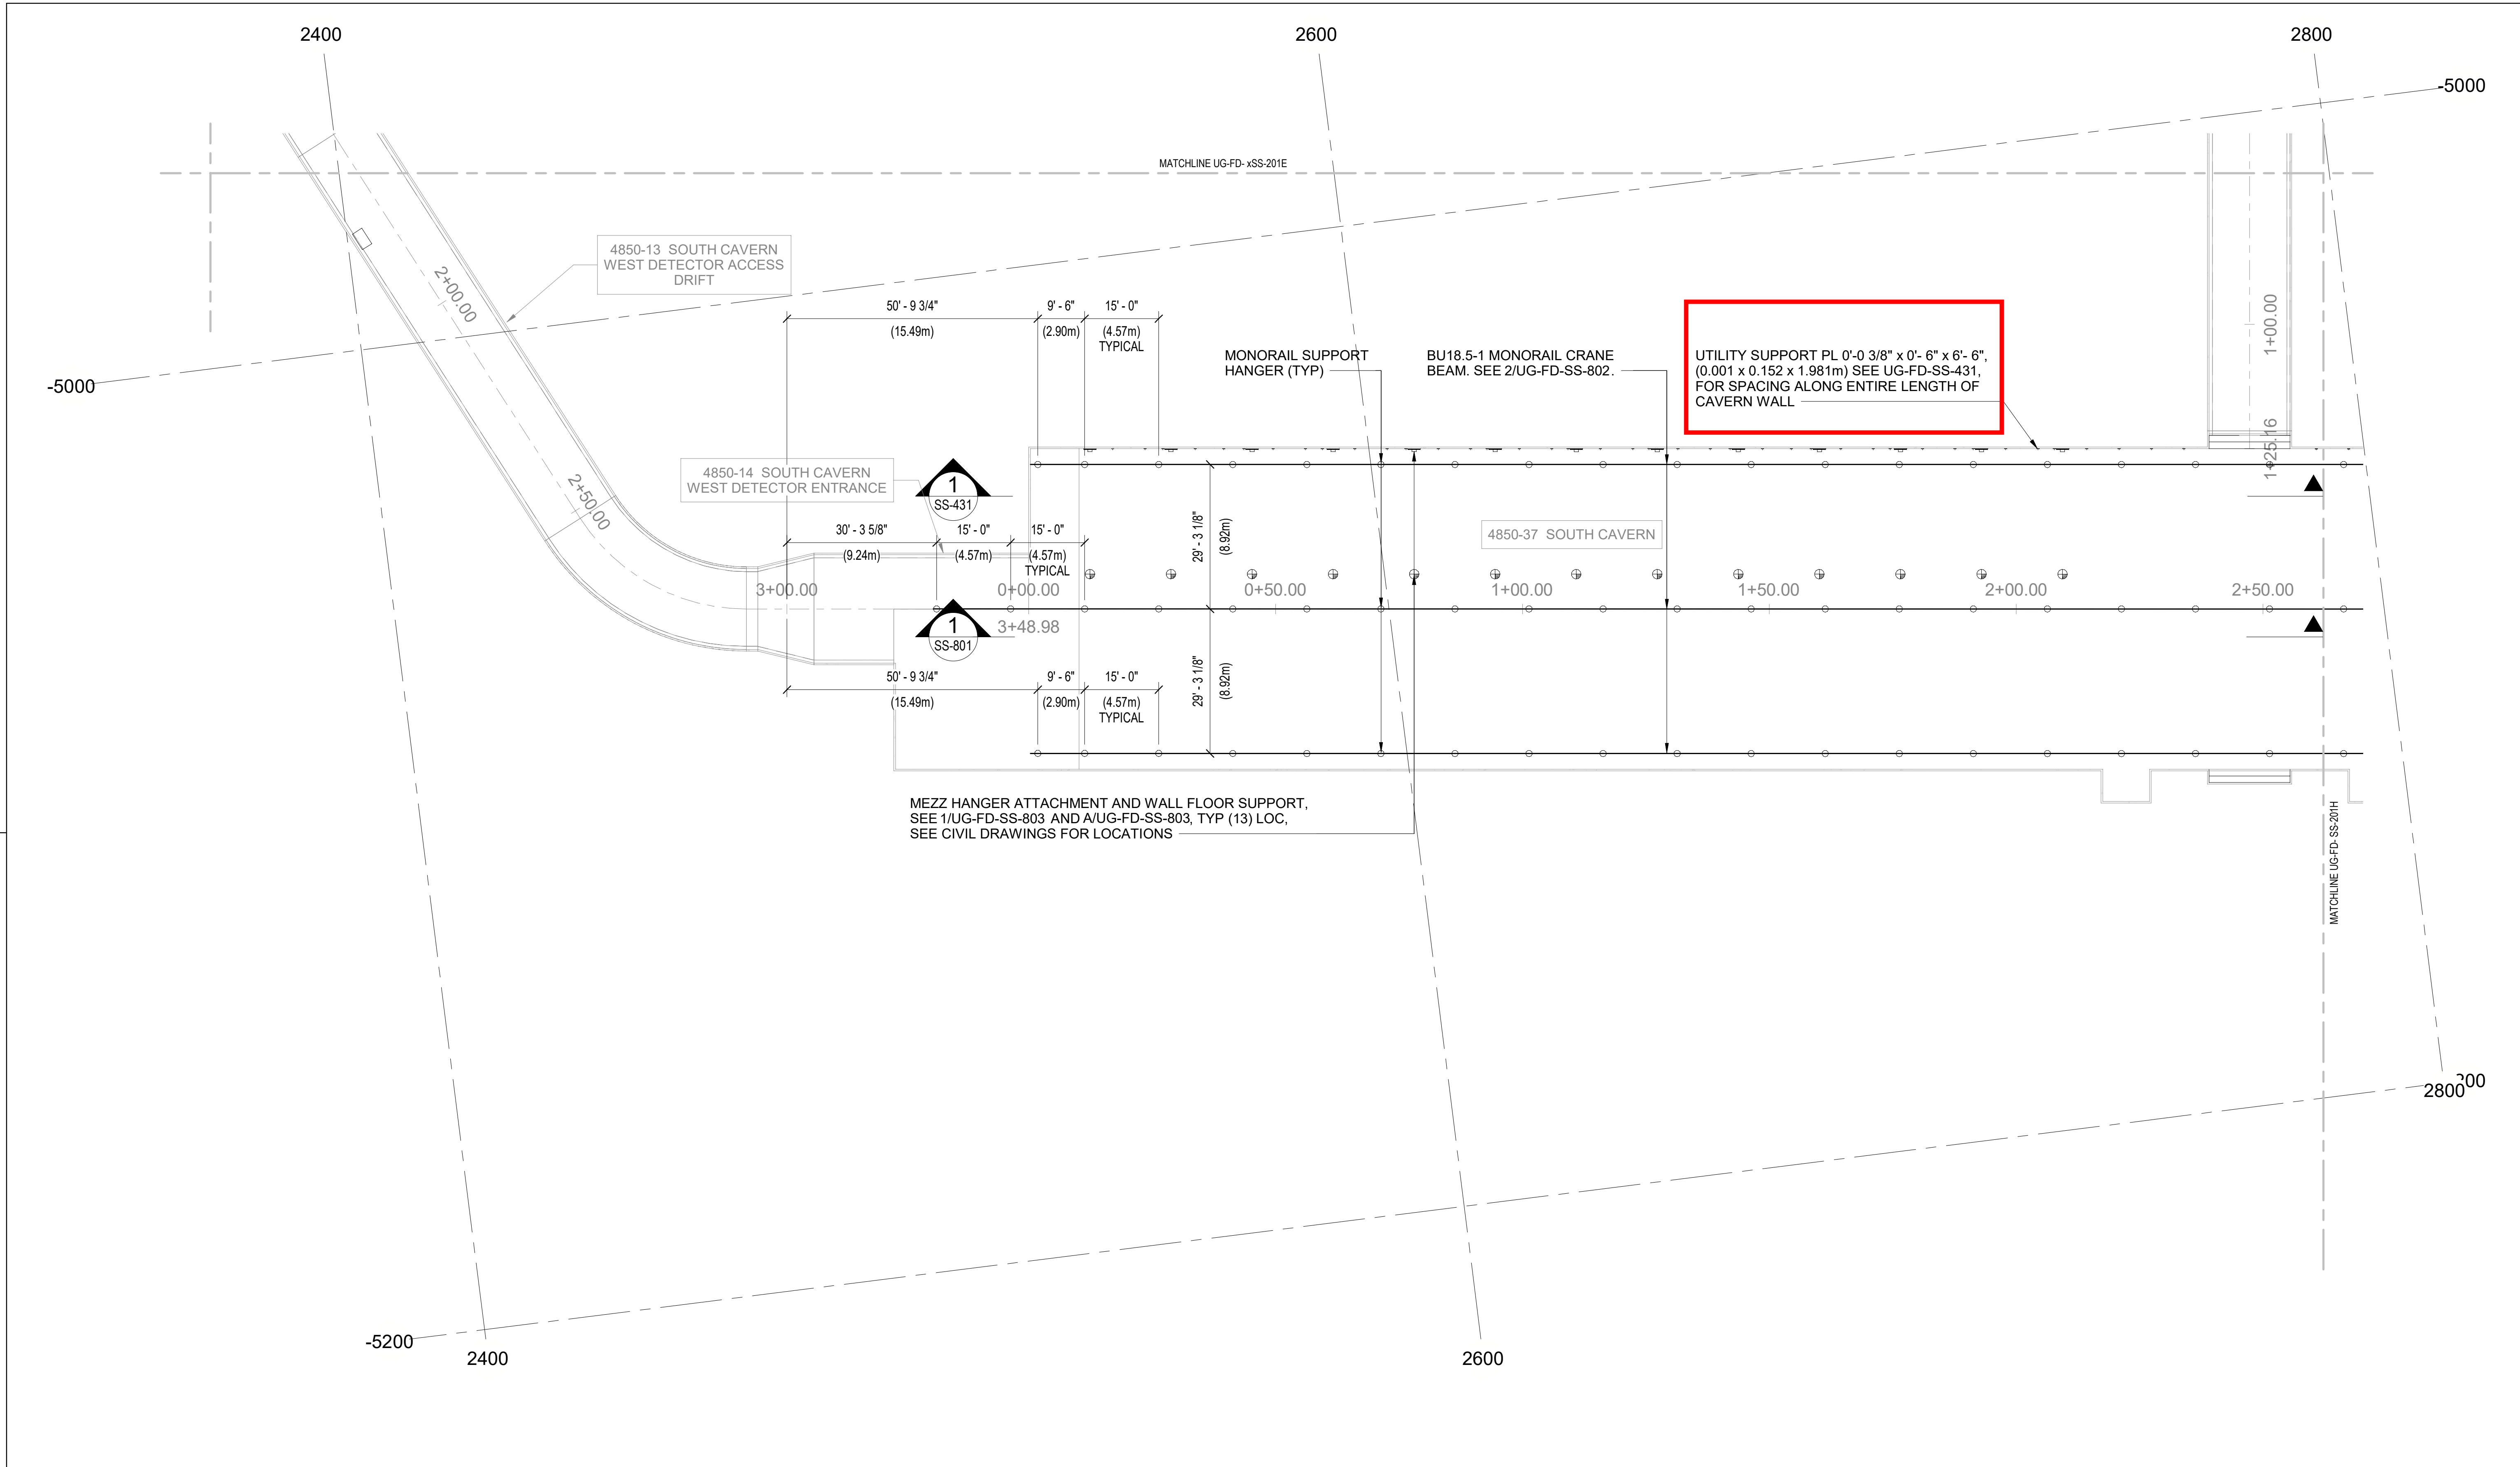 2400
2600
2800
-5000
MATCHLINE UG-FD- xSS-201E
4850-13 SOUTH CAVERN
WEST DETECTOR ACCESS
DRIFT
2+00.00
50' - 9 3/4"
(15.49m)
9' - 6"
(2.90m)
15' - 0"
(4.57m)
TYPICAL
MONORAIL SUPPORT
HANGER (TYP)
BU18.5-1 MONORAIL CRANE
BEAM. SEE 2/UG-FD-SS-802.
UTILITY SUPPORT PL 0'-0 3/8" x 0'- 6" x 6'- 6",
(0.001 x 0.152 x 1.981m) SEE UG-FD-SS-431,
FOR SPACING ALONG ENTIRE LENGTH OF
CAVERN WALL
1+00.00
1+25.16
-5000
4850-14 SOUTH CAVERN
WEST DETECTOR ENTRANCE
1
SS-431
2+50.00
30' - 3 5/8"
(9.24m)
15' - 0"
(4.57m)
15' - 0"
(4.57m)
TYPICAL
29' - 3 1/8"
(8.92m)
4850-37 SOUTH CAVERN
3+00.00
0+00.00
0+50.00
1+00.00
1+50.00
2+00.00
2+50.00
1
SS-801
3+48.98
50' - 9 3/4"
(15.49m)
9' - 6"
(2.90m)
15' - 0"
(4.57m)
TYPICAL
29' - 3 1/8"
(8.92m)
MEZZ HANGER ATTACHMENT AND WALL FLOOR SUPPORT,
SEE 1/UG-FD-SS-803 AND A/UG-FD-SS-803, TYP (13) LOC,
SEE CIVIL DRAWINGS FOR LOCATIONS
MATCHLINE UG-FD- SS-201H
2800
-5200
2400
2600